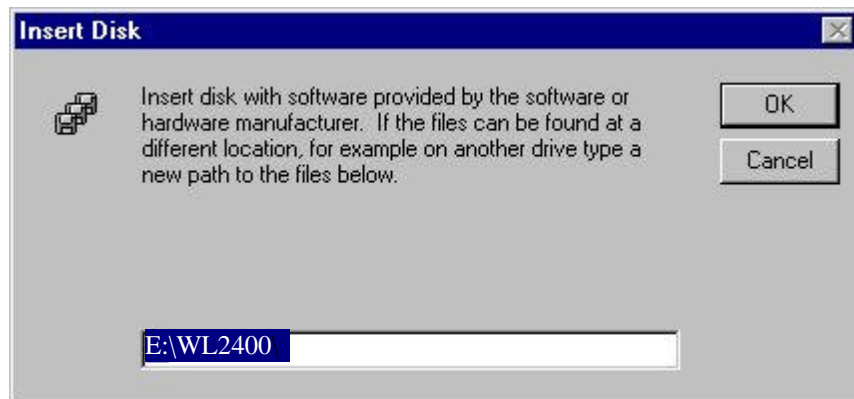 Insert Disk
Insert disk with software provided by the software or
hardware manufacturer. If the files can be found at a
different location, for example on another drive type a
new path to the files below.
OK
Cancel
E:\WL2400\